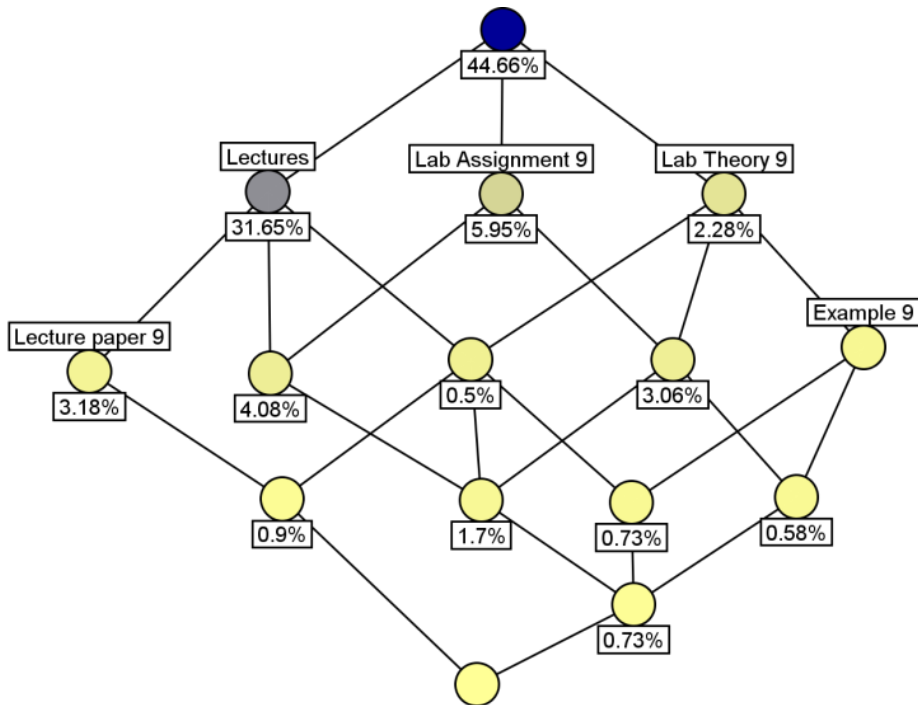 44.66%
Lectures
Lab Assignment 9
Lab Theory 9
31.65%
5.95%
2.28%
Lecture paper 9
Example 9
3.18%
4.08%
0.5%
3.06%
0.9%
1.7%
0.73%
0.58%
0.73%